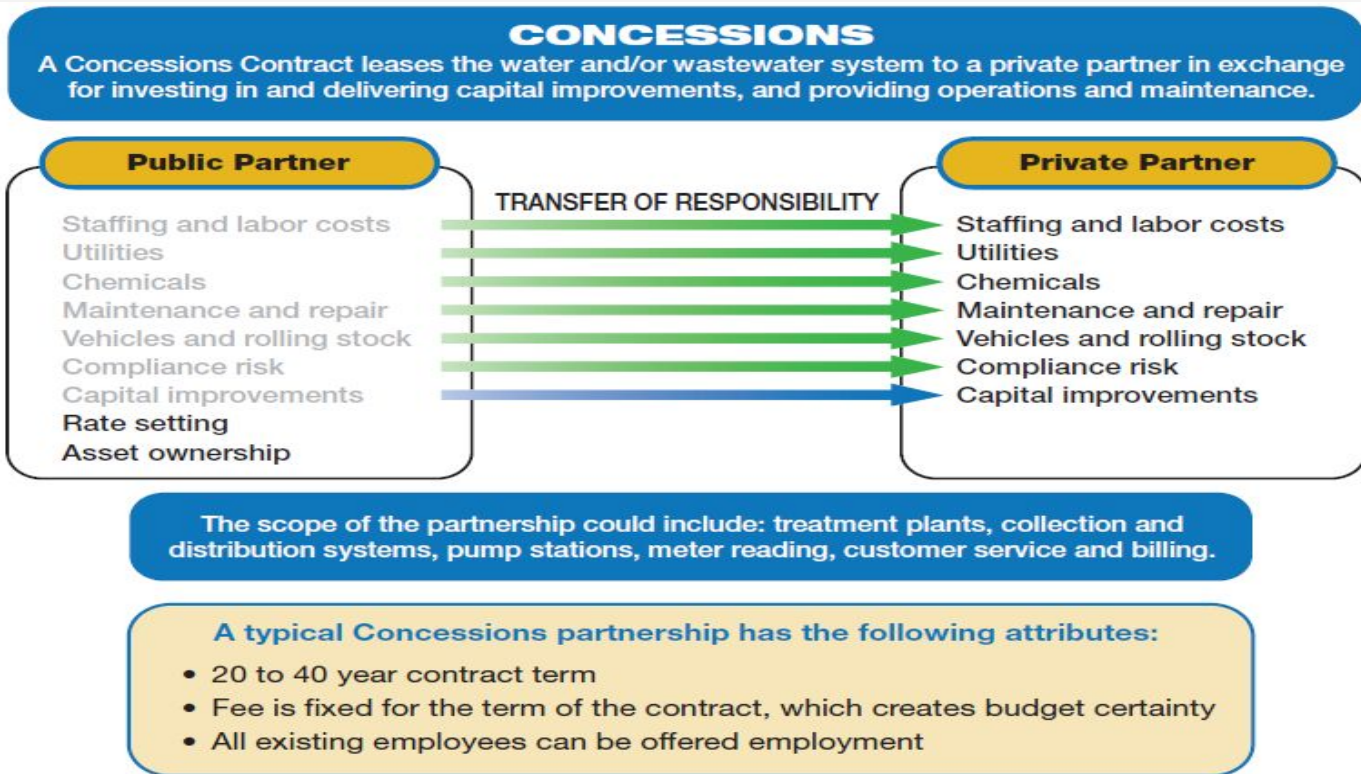 CONCESSIONS
A Concessions Contract leases the water and/or wastewater system to a private partner in exchange
for investing in and delivering capital improvements, and providing operations and maintenance.
Public Partner
Staffing and labor costs
Utilities
Chemicals
Maintenance and repair
Vehicles and rolling stock
Compliance risk
Capital improvements
Rate setting
Asset ownership
TRANSFER OF RESPONSIBILITY
Private Partner
Staffing and labor costs
Utilities
Chemicals
Maintenance and repair
Vehicles and rolling stock
Compliance risk
Capital improvements
The scope of the partnership could include: treatment plants, collection and
distribution systems, pump stations, meter reading, customer service and billing.
A typical Concessions partnership has the following attributes:
• 20 to 40 year contract term
• Fee is fixed for the term of the contract, which creates budget certainty
• All existing employees can be offered employment